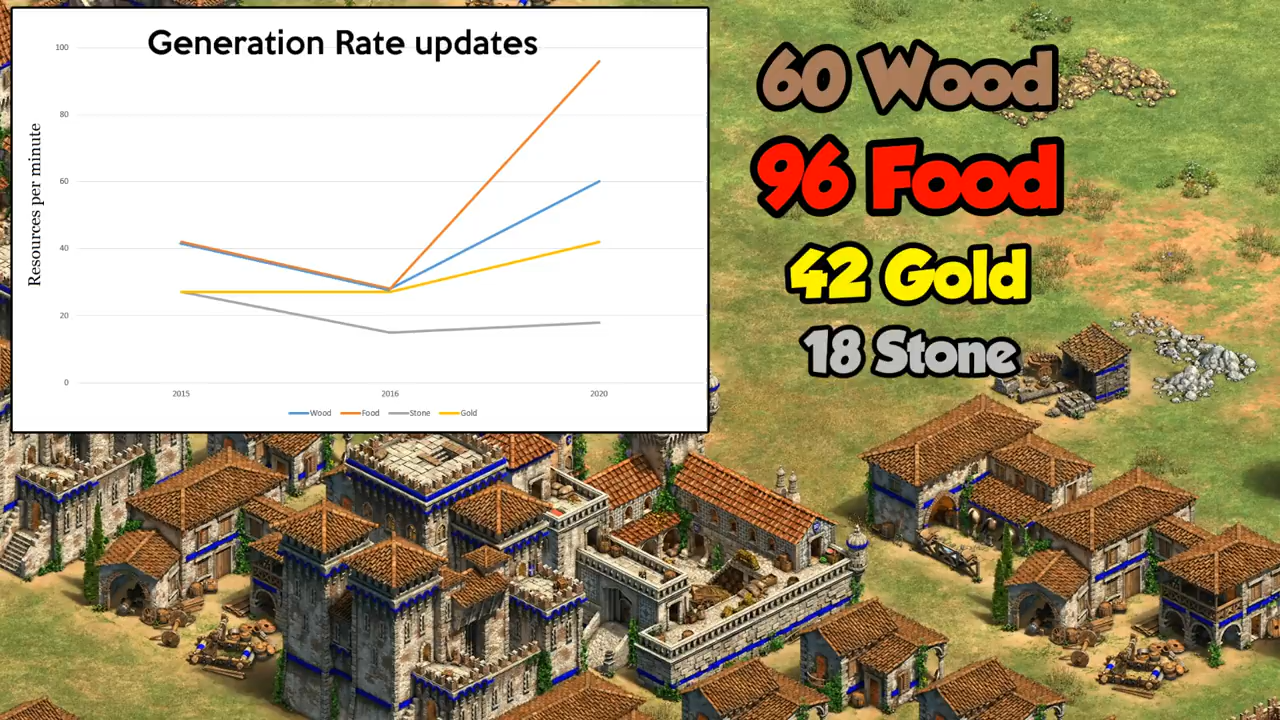 Generation Rate updates
Resources per minute
100
80
60
40
20
0
2015 2016 2020
Wood Food Stone Gold
60 Wood
96 Food
42 Gold
18 Stone